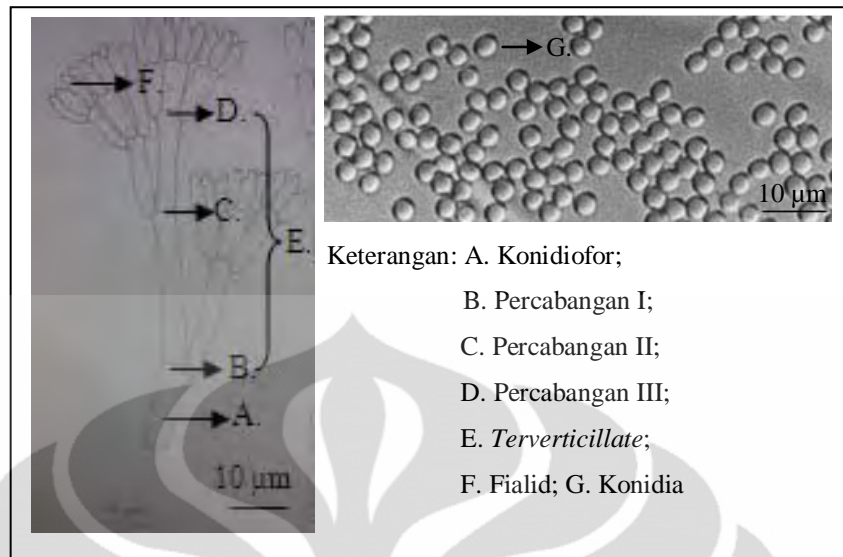 F.
D.
C.
E.
B.
A.
10 µm
G.
10 µm
Keterangan: A. Konidiofor;
B. Percabangan I;
C. Percabangan II;
D. Percabangan III;
E. Terverticillate;
F. Fialid; G. Konidia